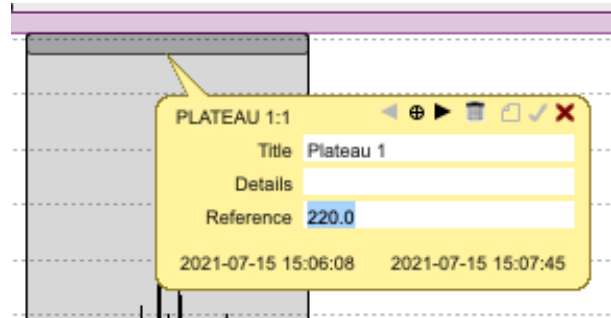 PLATEAU 1:1
Title Plateau 1
Details
Reference 220.0
2021-07-15 15:06:08 2021-07-15 15:07:45